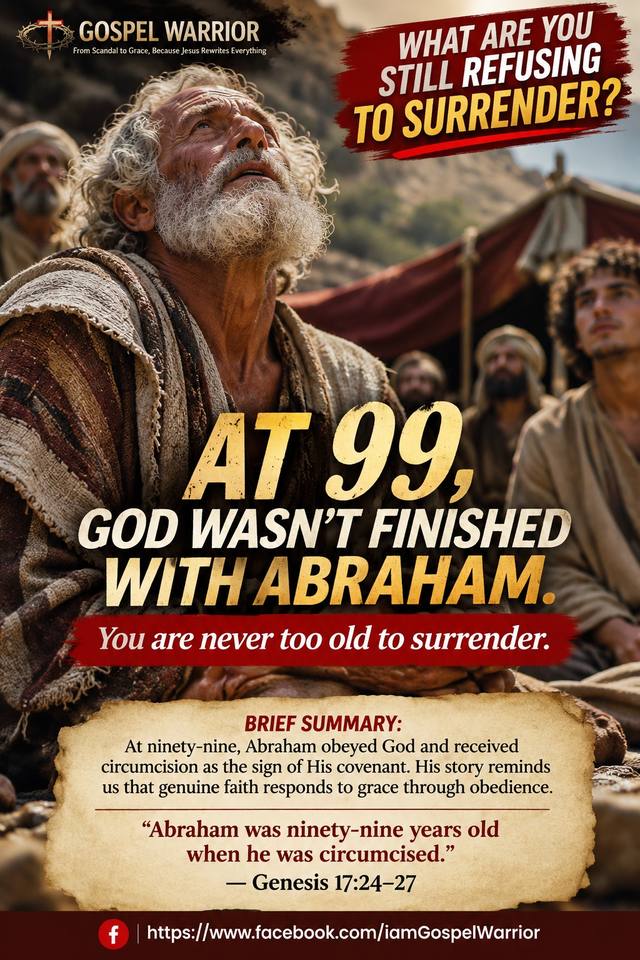 GOSPEL WARRIOR
From Scandal to Grace, Because Jesus Rewrites Everything
WHAT ARE YOU
STILL REFUSING
TO SURRENDER?
AT 99,
GOD WASN'T FINISHED
WITH ABRAHAM.
You are never too old to surrender.
BRIEF SUMMARY:
At ninety-nine, Abraham obeyed God and received
circumcision as the sign of His covenant. His story reminds
us that genuine faith responds to grace through obedience.
“Abraham was ninety-nine years old
when he was circumcised.”
— Genesis 17:24–27
f | https://www.facebook.com/iamGospelWarrior